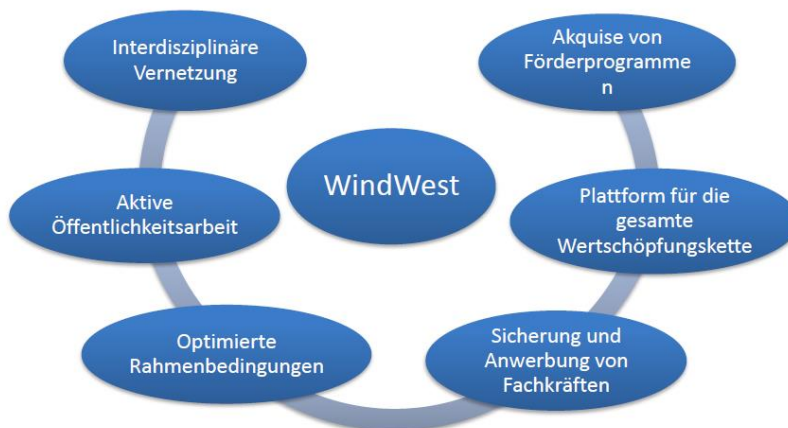 Interdisziplinäre
Vernetzung
Akquise von
Förderprogramme
n
WindWest
Aktive
Öffentlichkeitsarbeit
Plattform für die
gesamte
Wertschöpfungskette
Optimierte
Rahmenbedingungen
Sicherung und
Anwerbung von
Fachkräften